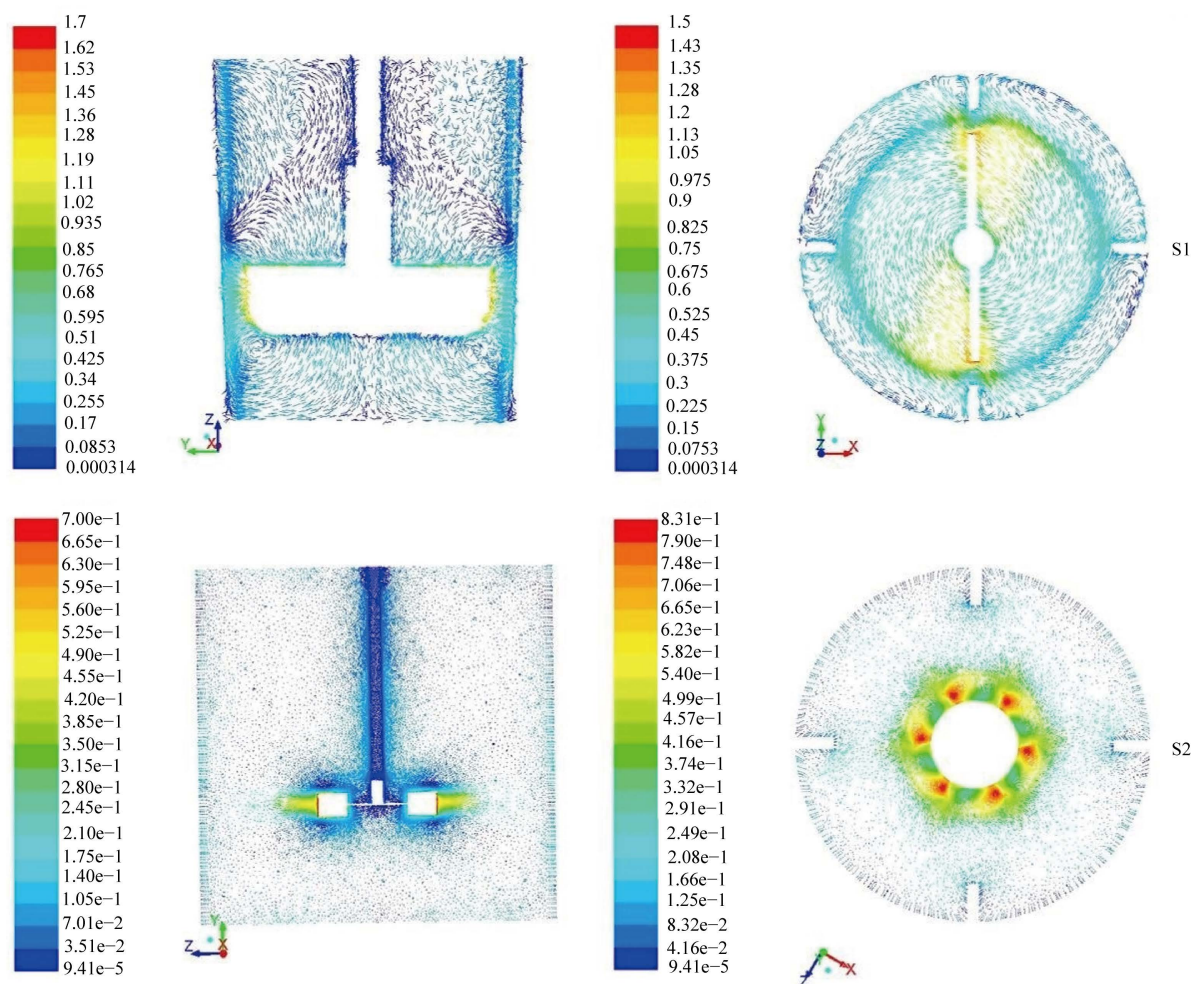 1.7
1.62
1.53
1.45
1.36
1.28
1.19
1.11
1.02
0.935
0.85
0.765
0.68
0.595
0.51
0.425
0.34
0.255
0.17
0.0853
0.000314
Z
Y
X
1.5
1.43
1.35
1.28
1.2
1.13
1.05
0.975
0.9
0.825
0.75
0.675
0.6
0.525
0.45
0.375
0.3
0.225
0.15
0.0753
0.000314
Y
Z
X
S1
7.00e−1
6.65e−1
6.30e−1
5.95e−1
5.60e−1
5.25e−1
4.90e−1
4.55e−1
4.20e−1
3.85e−1
3.50e−1
3.15e−1
2.80e−1
2.45e−1
2.10e−1
1.75e−1
1.40e−1
1.05e−1
7.01e−2
3.51e−2
9.41e−5
Y
Z
X
8.31e−1
7.90e−1
7.48e−1
7.06e−1
6.65e−1
6.23e−1
5.82e−1
5.40e−1
4.99e−1
4.57e−1
4.16e−1
3.74e−1
3.32e−1
2.91e−1
2.49e−1
2.08e−1
1.66e−1
1.25e−1
8.32e−2
4.16e−2
9.41e−5
Y
X
Z
S2